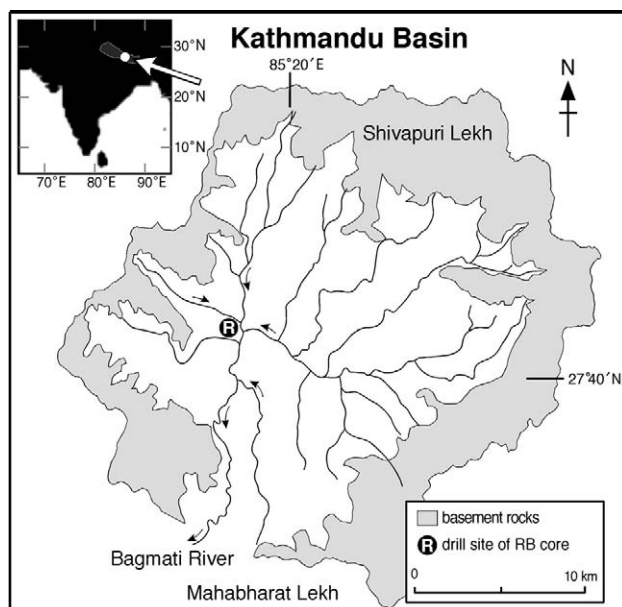 Kathmandu Basin
85°20´E
30°N
20°N
10°N
70°E
80°E
90°E
N
Shivapuri Lekh
R
27°40´N
Bagmati River
Mahabharat Lekh
basement rocks
R drill site of RB core
0 10 km